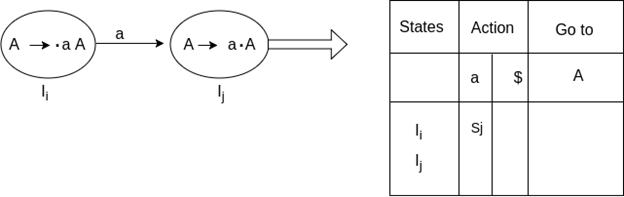 a
A → ·a A
A → a·A
Ii
Ij
States Action Go to
a $ A
Ii Sj
Ij